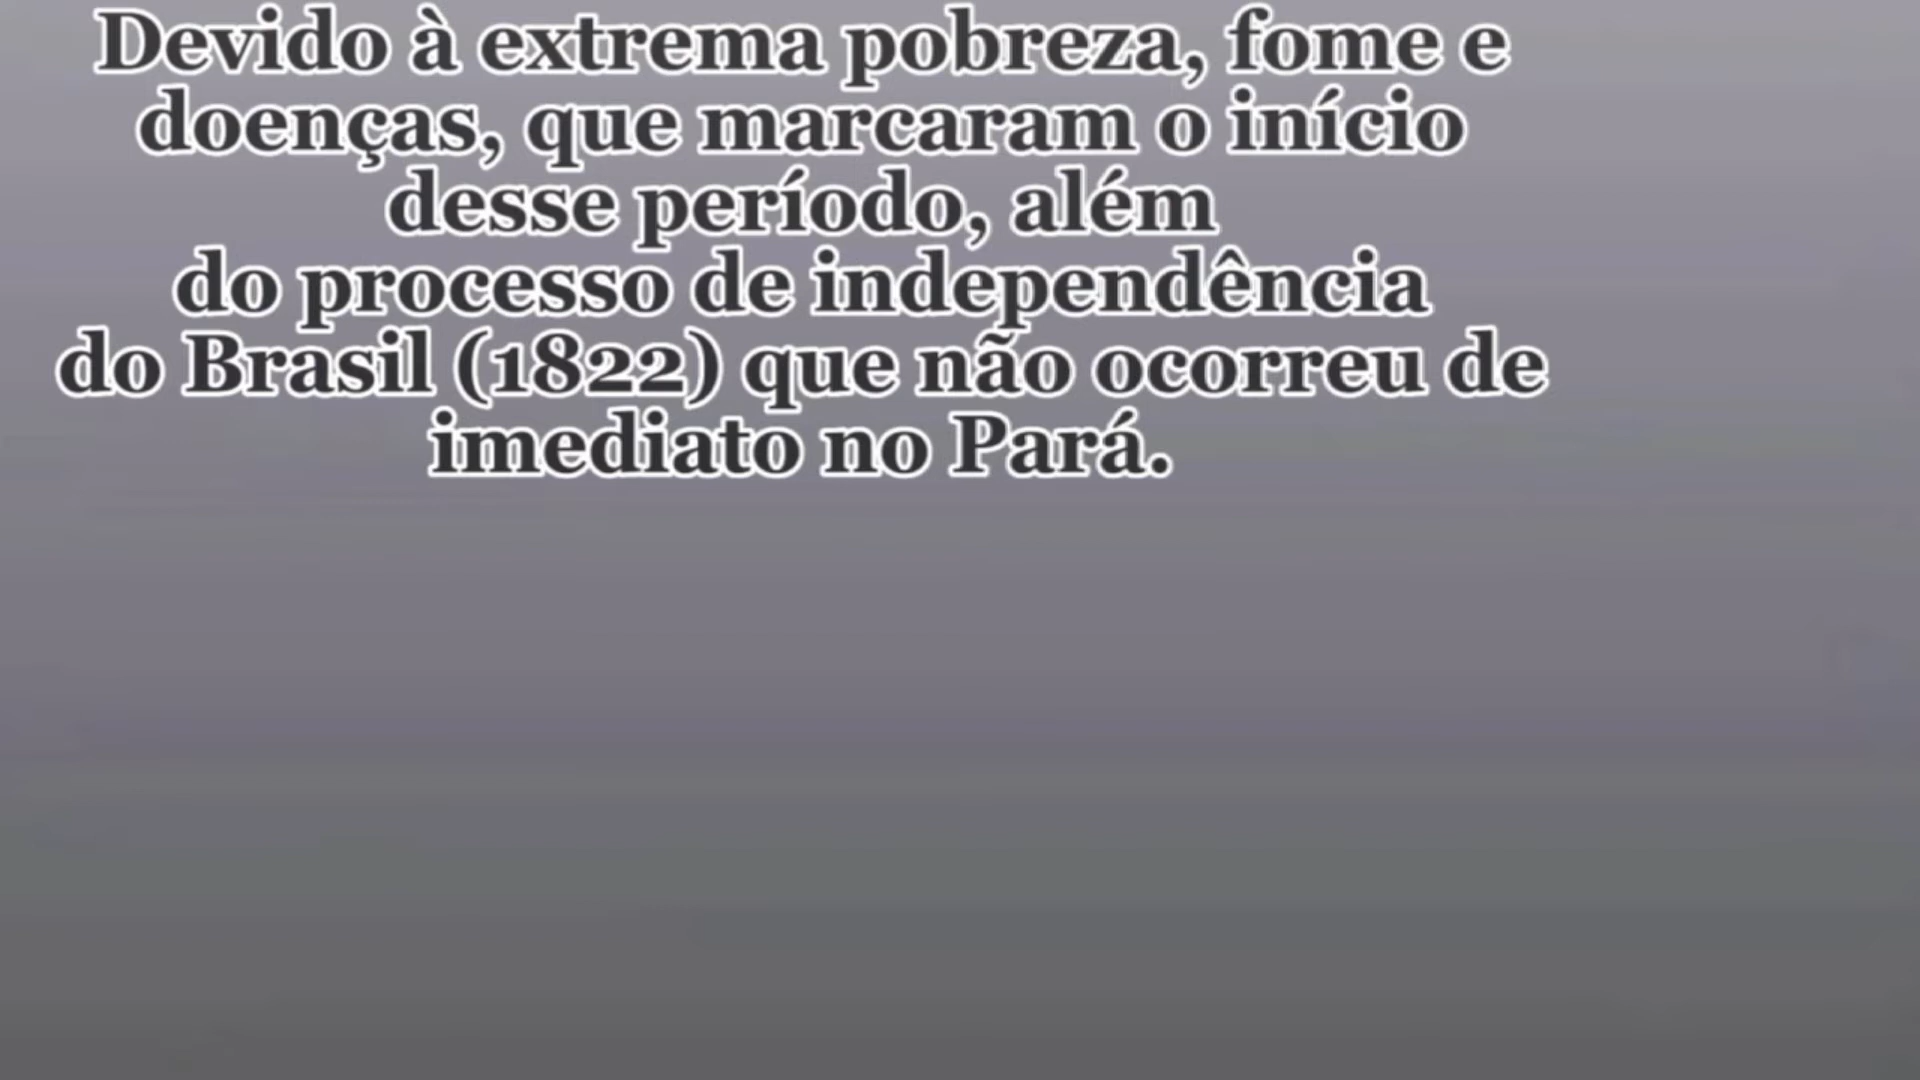 Devido à extrema pobreza, fome e
doenças, que marcaram o início
desse período, além
do processo de independência
do Brasil (1822) que não ocorreu de
imediato no Pará.